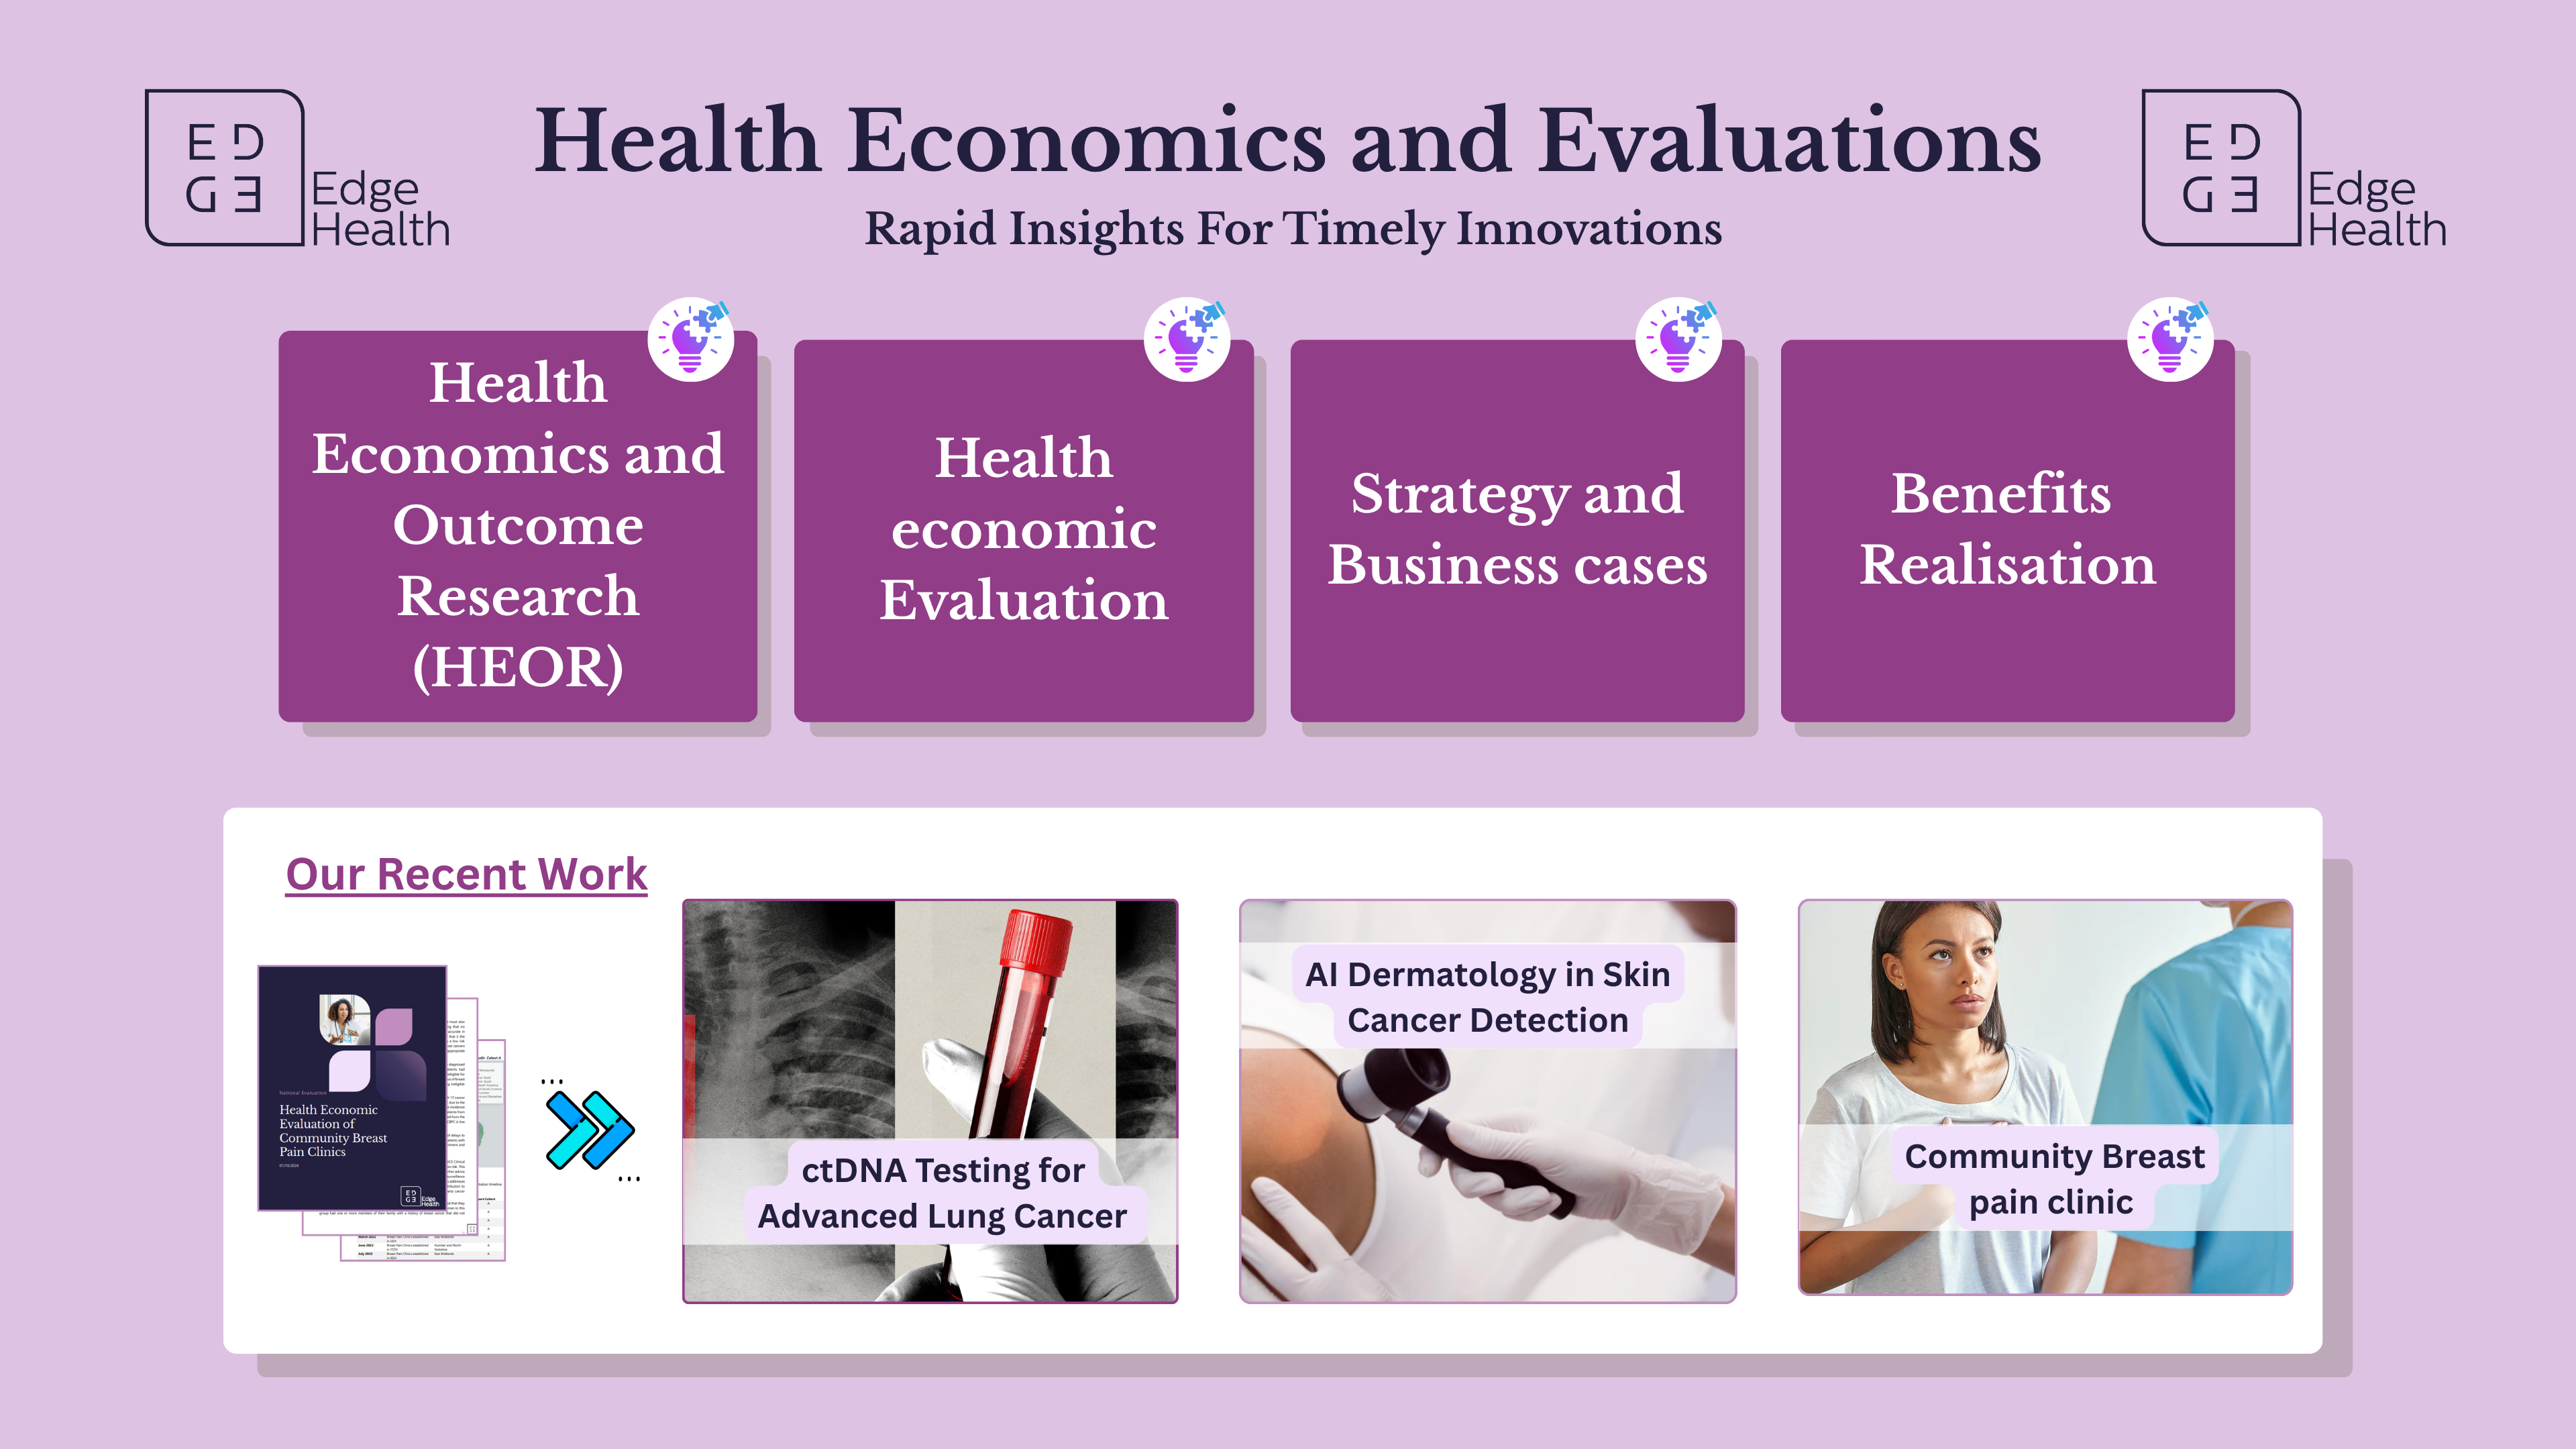 E D
G E
Edge
Health
Health Economics and Evaluations
Rapid Insights For Timely Innovations
E D
G E
Edge
Health
Health
Economics and
Outcome
Research
(HEOR)
Health
economic
Evaluation
Strategy and
Business cases
Benefits
Realisation
Our Recent Work
National Evaluation
Health Economic
Evaluation of
Community Breast
Pain Clinics
E D
G E
Edge
Health
ctDNA Testing for
Advanced Lung Cancer
AI Dermatology in Skin
Cancer Detection
Community Breast
pain clinic